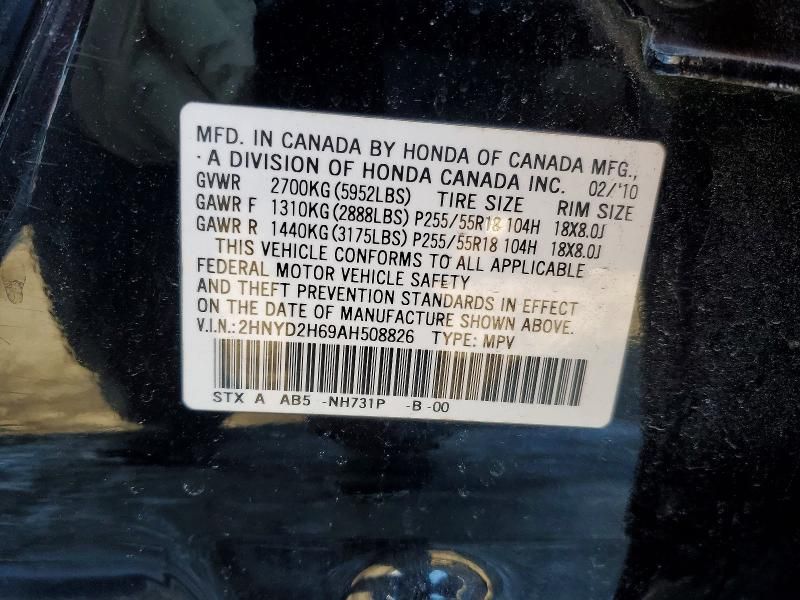 MFD. IN CANADA BY HONDA OF CANADA MFG.,
A DIVISION OF HONDA CANADA INC. 02/'10
GVWR 2700KG (5952LBS) TIRE SIZE RIM SIZE
GAWR F 1310KG (2888LBS) P255/55R18 104H 18X8.0J
GAWR R 1440KG (3175LBS) P255/55R18 104H 18X8.0J
THIS VEHICLE CONFORMS TO ALL APPLICABLE
FEDERAL MOTOR VEHICLE SAFETY
AND THEFT PREVENTION STANDARDS IN EFFECT
ON THE DATE OF MANUFACTURE SHOWN ABOVE.
V.I.N.: 2HNYD2H69AH508826 TYPE: MPV
STX A AB5 -NH731P -B -00